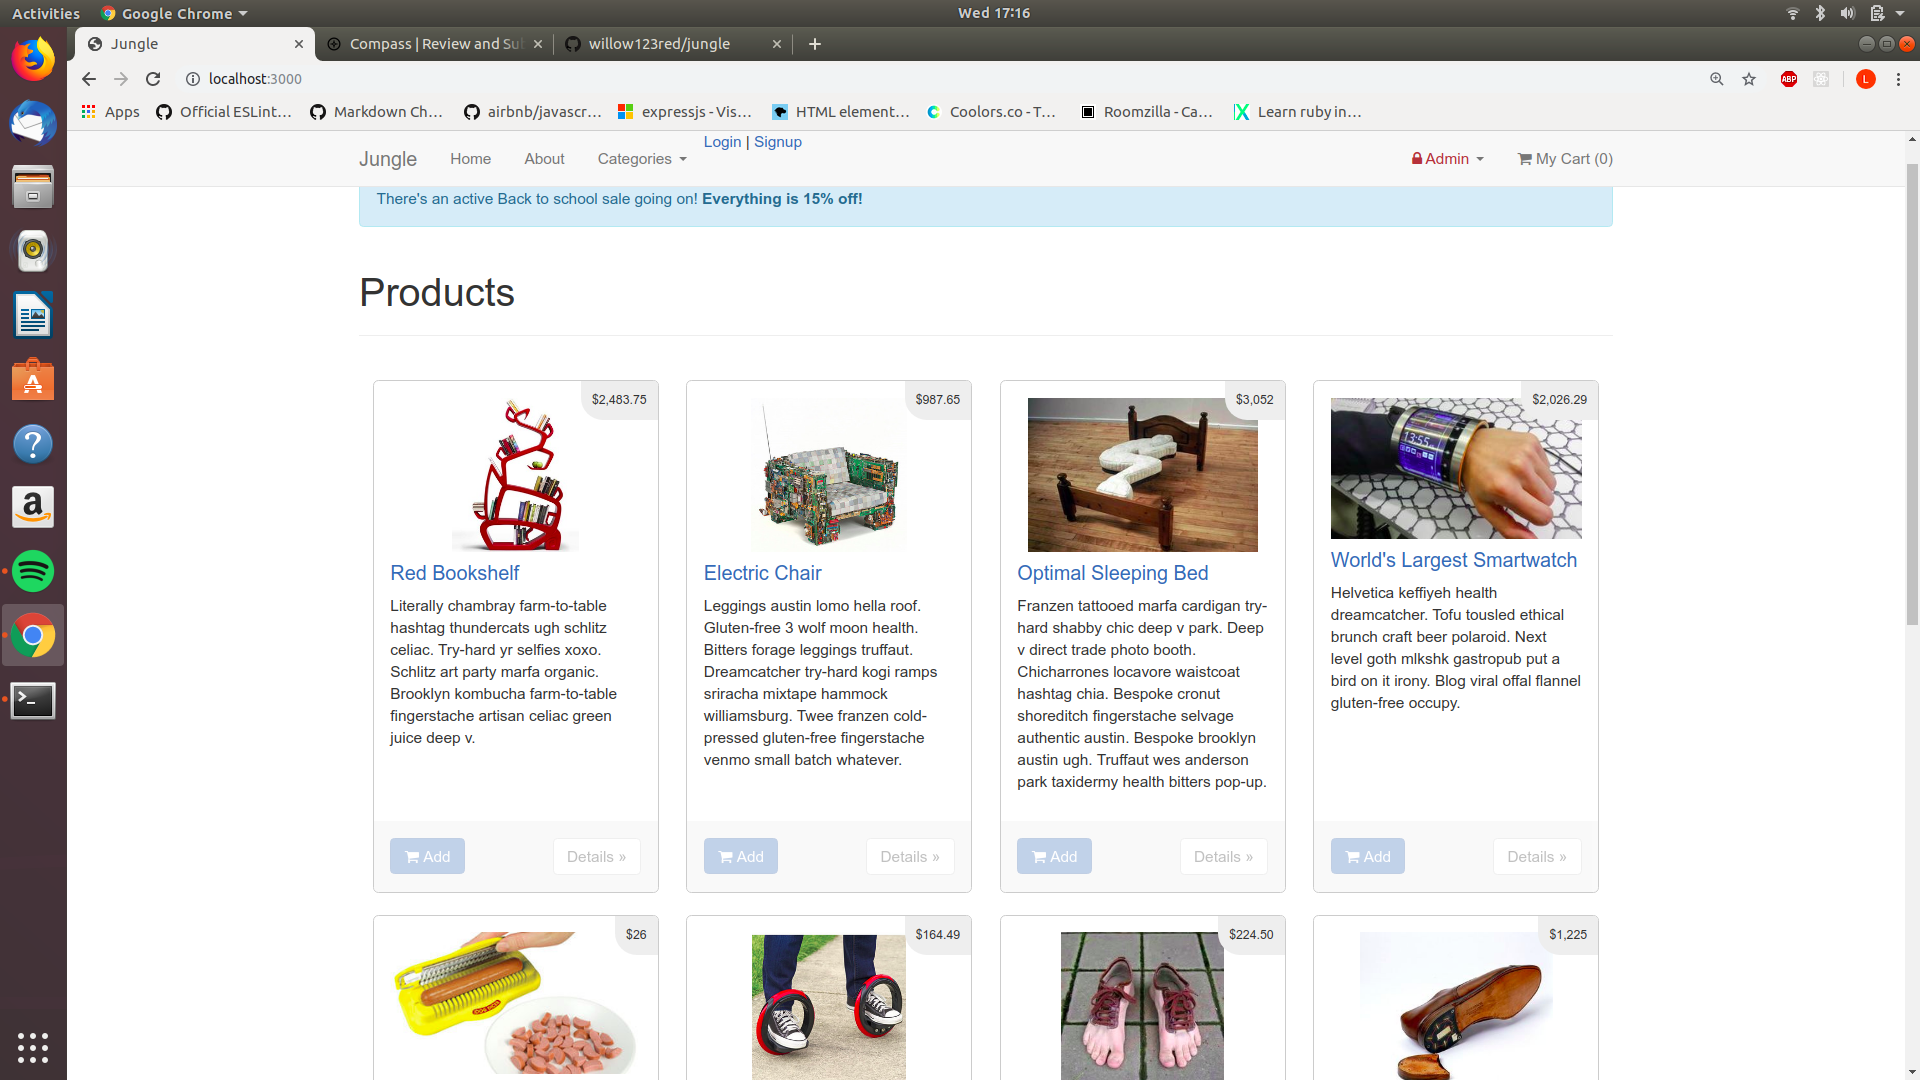 Activities
Google Chrome
Wed 17:16
Jungle
Compass | Review and Su
willow123red/jungle
localhost:3000
ABP
L
Apps
Official ESLint…
Markdown Ch…
airbnb/javascr…
expressjs - Vis…
HTML element…
Coolors.co - T…
Roomzilla - Ca…
Learn ruby in…
Jungle
Home
About
Categories
Login | Signup
Admin
My Cart (0)
There's an active Back to school sale going on! Everything is 15% off!
Products
$2,483.75
Red Bookshelf
Literally chambray farm-to-table
hashtag thundercats ugh schlitz
celiac. Try-hard yr selfies xoxo.
Schlitz art party marfa organic.
Brooklyn kombucha farm-to-table
fingerstache artisan celiac green
juice deep v.
Add
Details »
$987.65
Electric Chair
Leggings austin lomo hella roof.
Gluten-free 3 wolf moon health.
Bitters forage leggings truffaut.
Dreamcatcher try-hard kogi ramps
sriracha mixtape hammock
williamsburg. Twee franzen cold-
pressed gluten-free fingerstache
venmo small batch whatever.
Add
Details »
$3,052
Optimal Sleeping Bed
Franzen tattooed marfa cardigan try-
hard shabby chic deep v park. Deep
v direct trade photo booth.
Chicharrones locavore waistcoat
hashtag chia. Bespoke cronut
shoreditch fingerstache selvage
authentic austin. Bespoke brooklyn
austin ugh. Truffaut wes anderson
park taxidermy health bitters pop-up.
Add
Details »
$2,026.29
13:55
World's Largest Smartwatch
Helvetica keffiyeh health
dreamcatcher. Tofu tousled ethical
brunch craft beer polaroid. Next
level goth mlkshk gastropub put a
bird on it irony. Blog viral offal flannel
gluten-free occupy.
Add
Details »
$26
$164.49
$224.50
$1,225